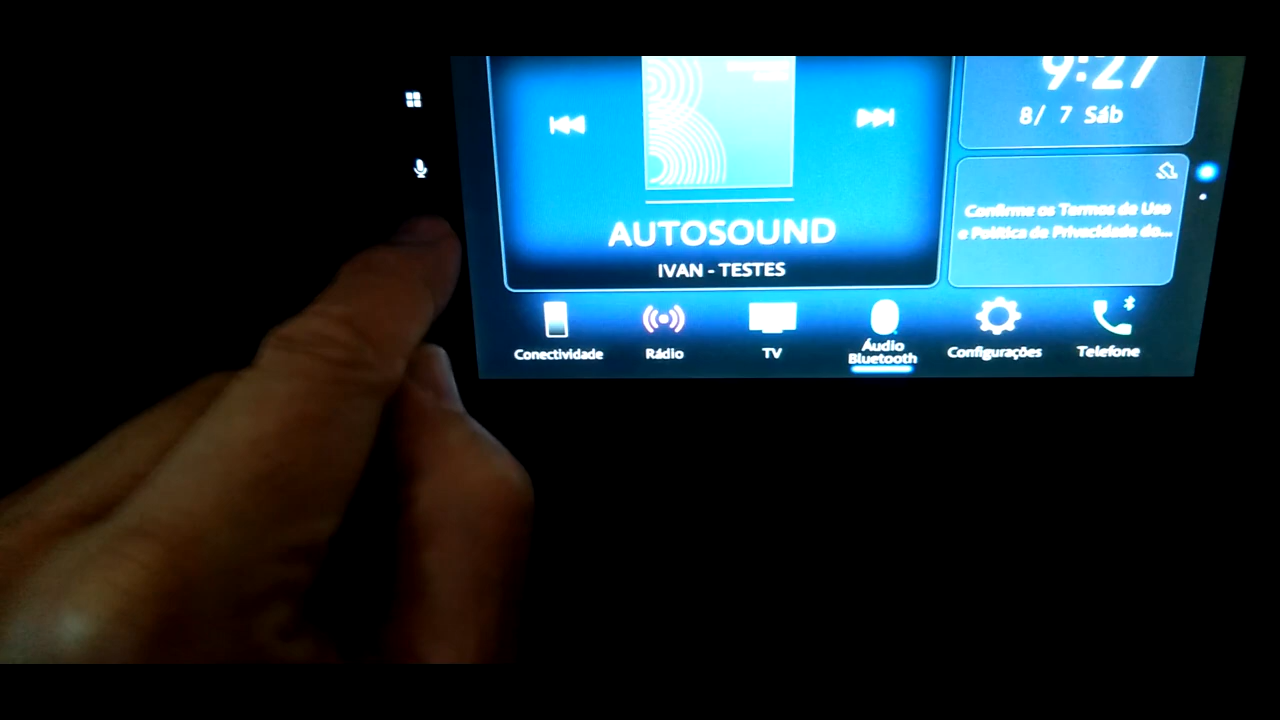 9:27
8/ 7 Sáb
Confirme os Termos de Uso
e Política de Privacidade do...
AUTOSOUND
IVAN - TESTES
Conectividade
Rádio
TV
Áudio
Bluetooth
Configurações
Telefone